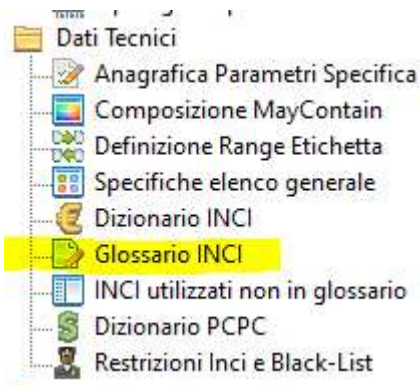 Dati Tecnici
Anagrafica Parametri Specifica
Composizione MayContain
Definizione Range Etichetta
Specifiche elenco generale
Dizionario INCI
Glossario INCI
INCI utilizzati non in glossario
Dizionario PCPC
Restrizioni Inci e Black-List